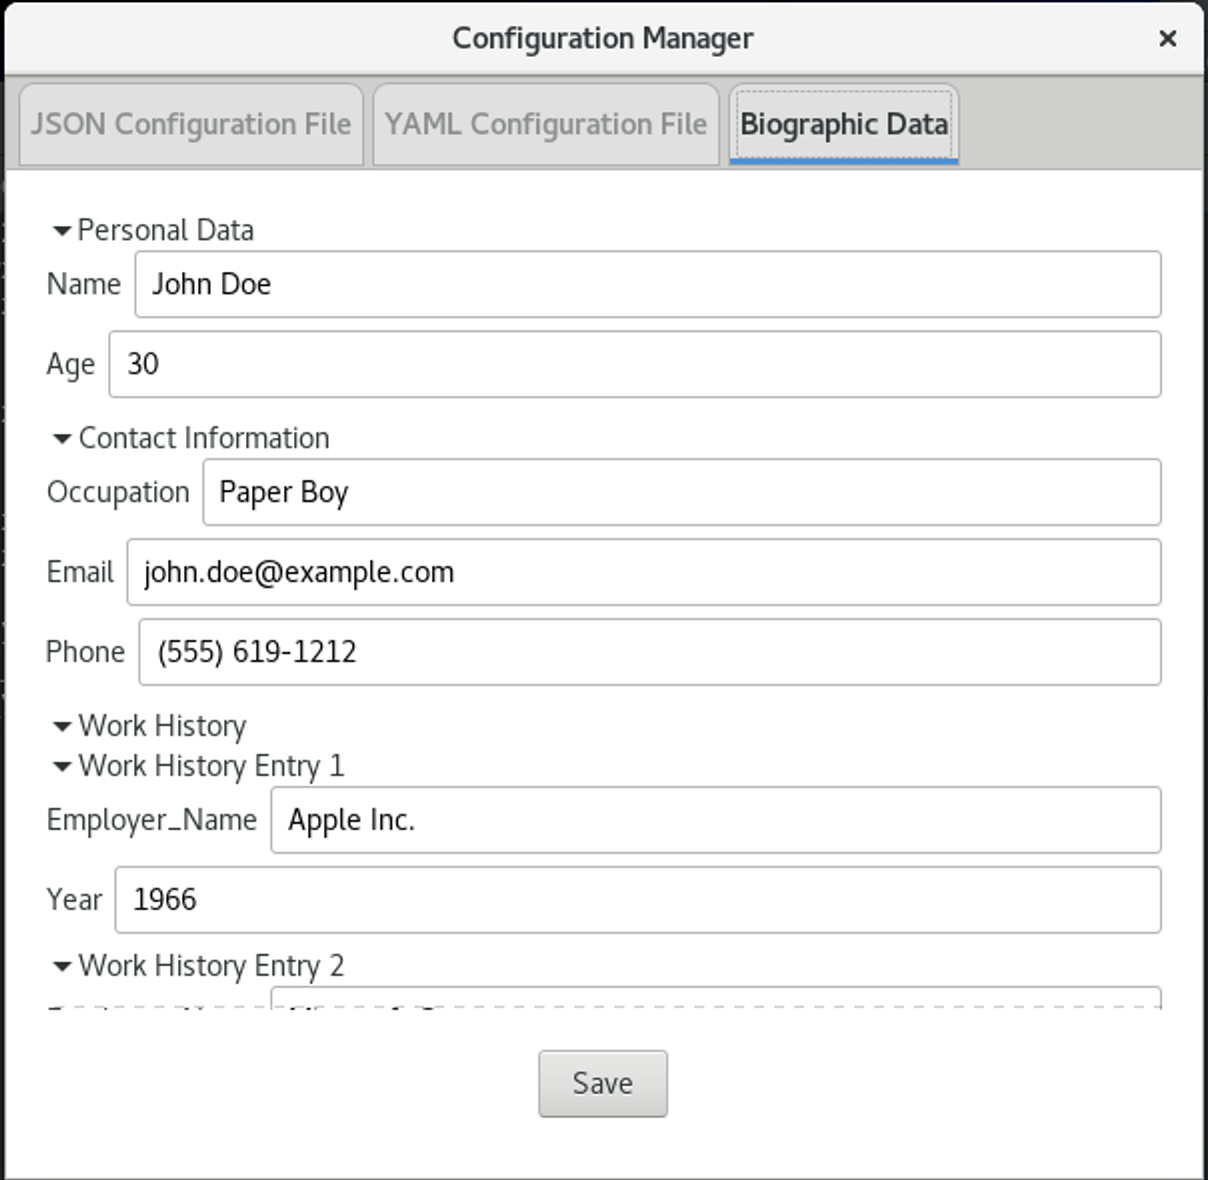 Configuration Manager
JSON Configuration File YAML Configuration File Biographic Data
Personal Data
Name John Doe
Age 30
Contact Information
Occupation Paper Boy
Email john.doe@example.com
Phone (555) 619-1212
Work History
Work History Entry 1
Employer_Name Apple Inc.
Year 1966
Work History Entry 2
Save